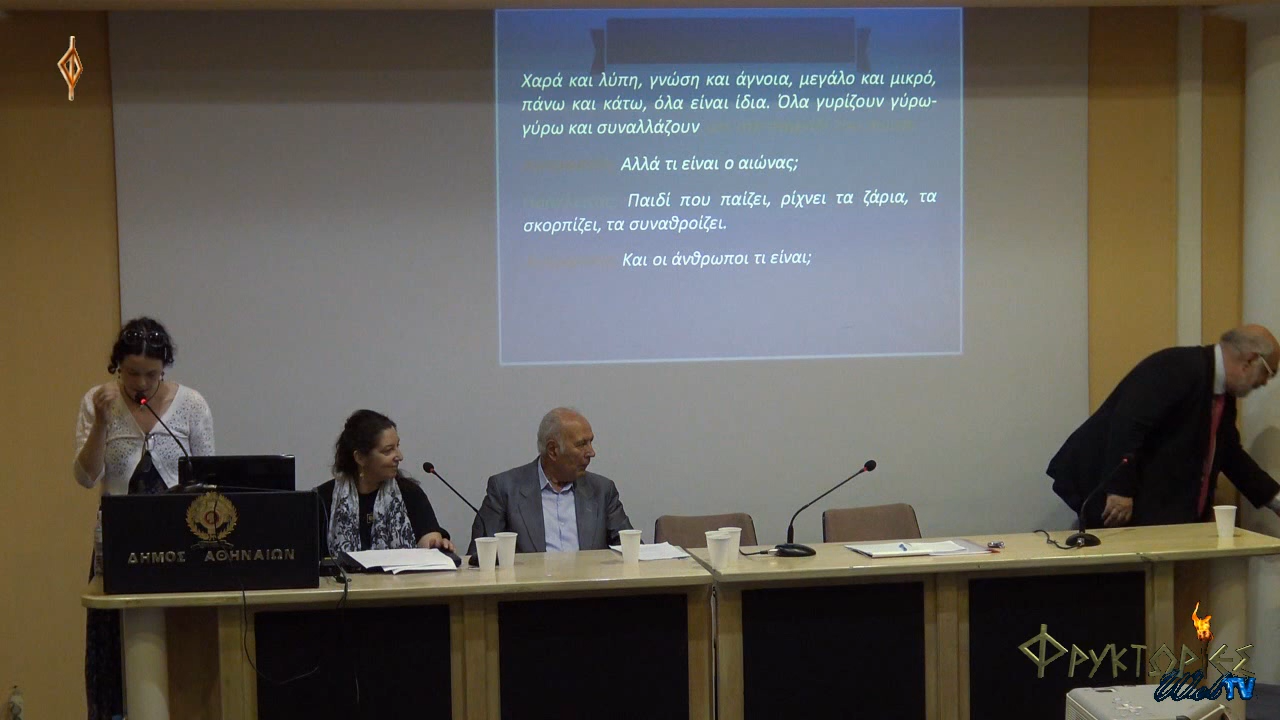 Χαρά και λύπη, γνώση και άγνοια, μεγάλο και μικρό,
πάνω και κάτω, όλα είναι ίδια. Όλα γυρίζουν γύρω-
γύρω και συναλλάζουν
Αλλά τι είναι ο αιώνας;
Παιδί που παίζει, ρίχνει τα ζάρια, τα
σκορπίζει, τα συναθροίζει.
Και οι άνθρωποι τι είναι;
ΔΗΜΟΣ ΑΘΗΝΑΙΩΝ
ΦΡΥΚΤΩΡΙΕΣ
WebTV